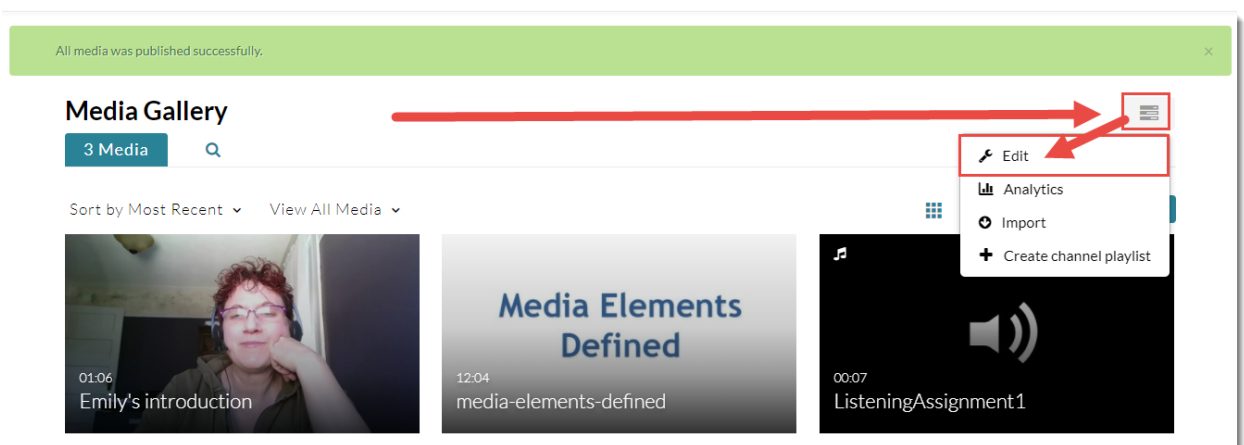 All media was published successfully.
×
Media Gallery
3 Media
Edit
Analytics
Import
Create channel playlist
Sort by Most Recent
View All Media
01:06
Emily's introduction
Media Elements
Defined
12:04
media-elements-defined
00:07
ListeningAssignment1